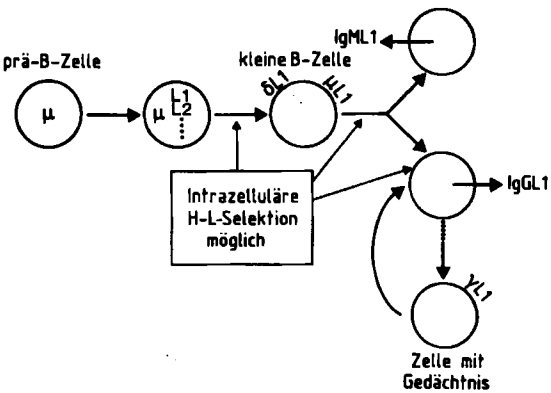 IgML1
prä-B-Zelle
kleine B-Zelle
μ
μ L1
L2
δL1
μL1
Intrazelluläre
H-L-Selektion
möglich
IgGL1
γL1
Zelle mit
Gedächtnis